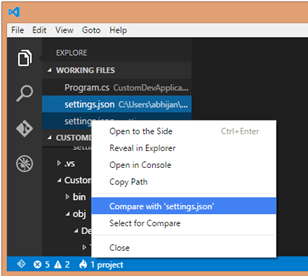 File Edit View Goto Help
EXPLORE
WORKING FILES
Program.cs CustomDevApplica...
settings.json C:\Users\abhijan\...
settings.json
CUSTOMD
.vs
Custom
bin
obj
De
Open to the Side Ctrl+Enter
Reveal in Explorer
Open in Console
Copy Path
Compare with 'settings.json'
Select for Compare
Close
5 2 1 project